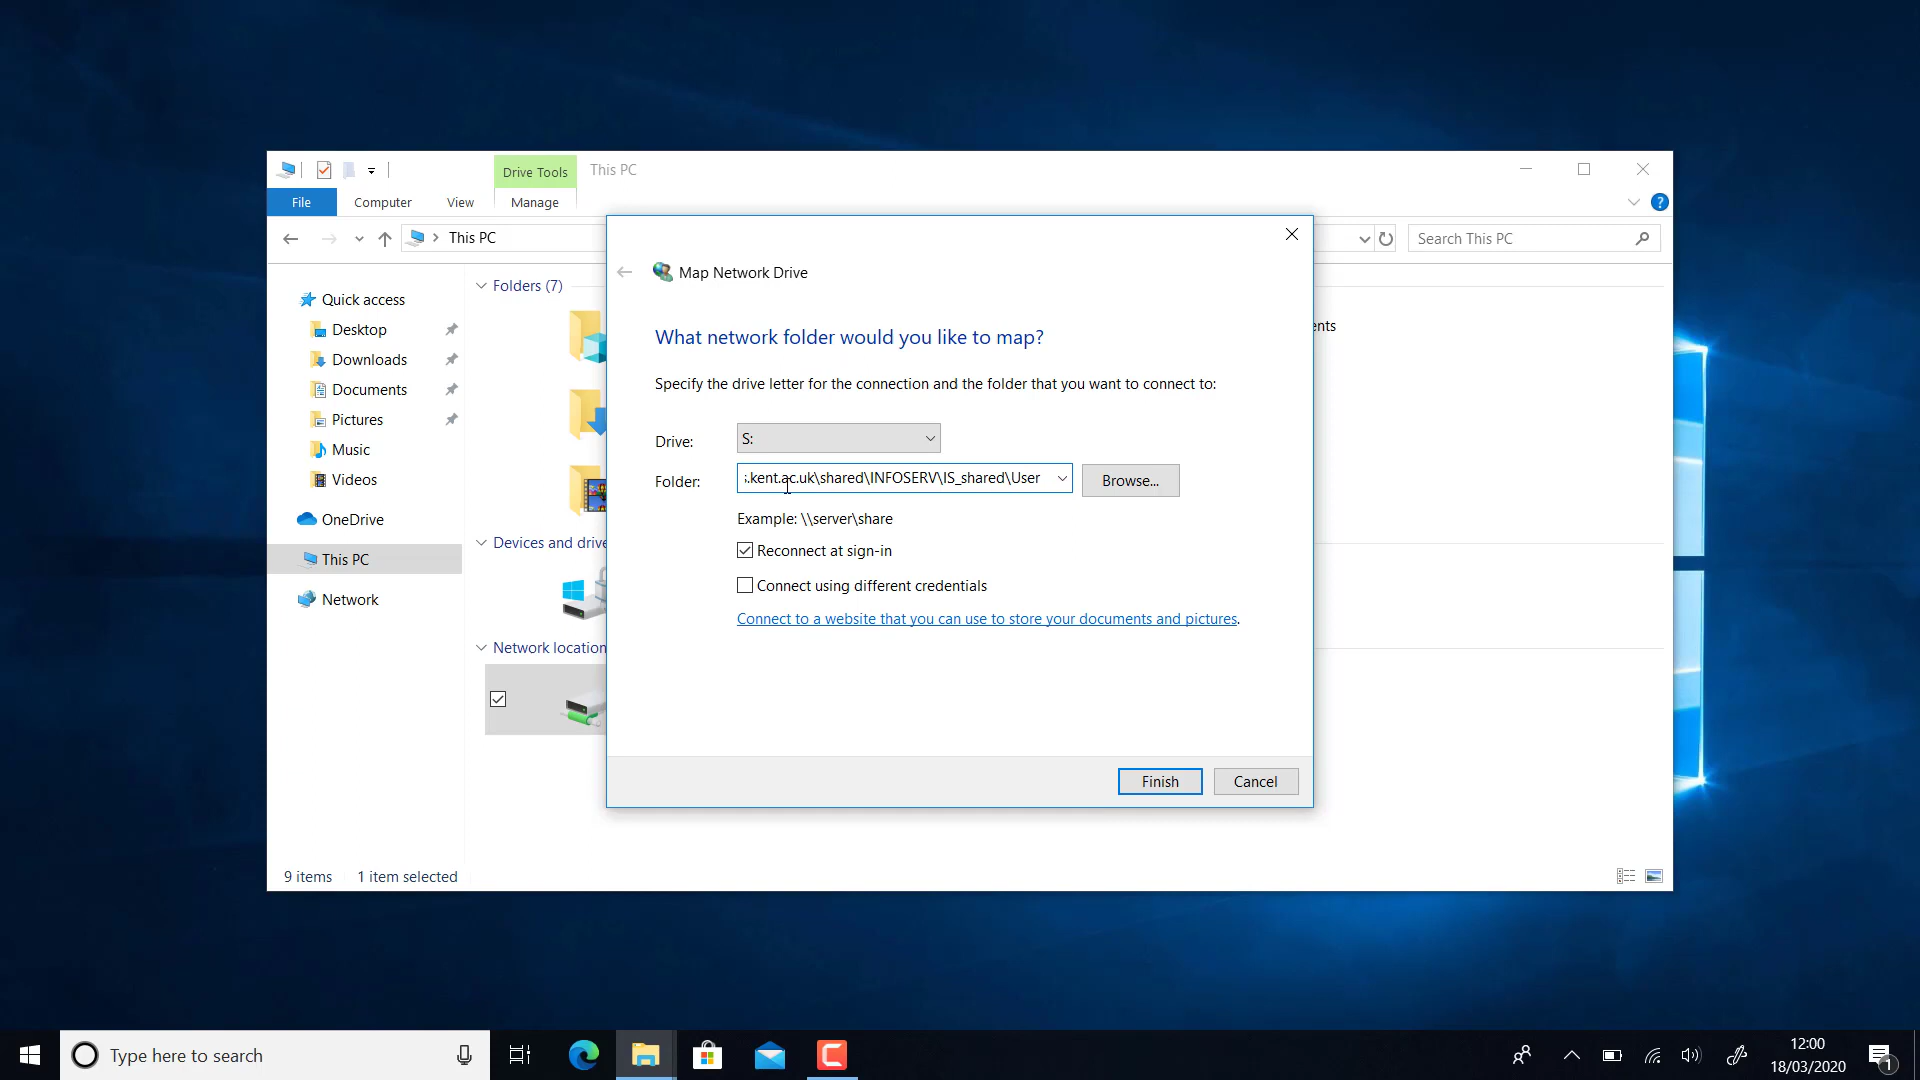 Drive Tools
This PC
File
Computer
View
Manage
?
This PC
Search This PC
Map Network Drive
Quick access
Desktop
Downloads
Documents
Pictures
Music
Videos
OneDrive
This PC
Network
Folders (7)
ents
Devices and drive
Network location
What network folder would you like to map?
Specify the drive letter for the connection and the folder that you want to connect to:
Drive:
S:
Folder:
.kent.ac.uk\shared\INFOSERV\IS_shared\User
Browse...
Example: \\server\share
Reconnect at sign-in
Connect using different credentials
Connect to a website that you can use to store your documents and pictures.
Finish
Cancel
9 items
1 item selected
Type here to search
12:00
18/03/2020
1